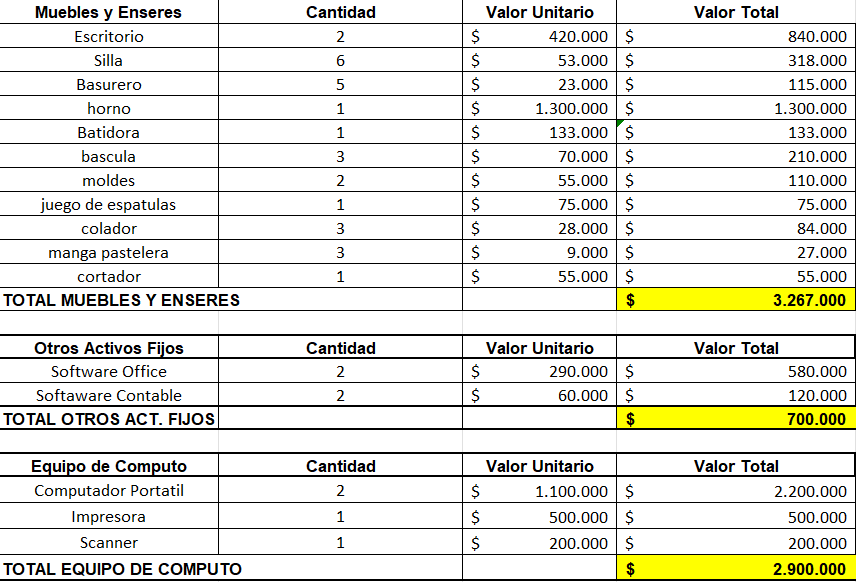 Muebles y Enseres Cantidad Valor Unitario Valor Total
Escritorio 2 $ 420.000 $ 840.000
Silla 6 $ 53.000 $ 318.000
Basurero 5 $ 23.000 $ 115.000
horno 1 $ 1.300.000 $ 1.300.000
Batidora 1 $ 133.000 $ 133.000
bascula 3 $ 70.000 $ 210.000
moldes 2 $ 55.000 $ 110.000
juego de espatulas 1 $ 75.000 $ 75.000
colador 3 $ 28.000 $ 84.000
manga pastelera 3 $ 9.000 $ 27.000
cortador 1 $ 55.000 $ 55.000
TOTAL MUEBLES Y ENSERES $ 3.267.000
Otros Activos Fijos Cantidad Valor Unitario Valor Total
Software Office 2 $ 290.000 $ 580.000
Softaware Contable 2 $ 60.000 $ 120.000
TOTAL OTROS ACT. FIJOS $ 700.000
Equipo de Computo Cantidad Valor Unitario Valor Total
Computador Portatil 2 $ 1.100.000 $ 2.200.000
Impresora 1 $ 500.000 $ 500.000
Scanner 1 $ 200.000 $ 200.000
TOTAL EQUIPO DE COMPUTO $ 2.900.000